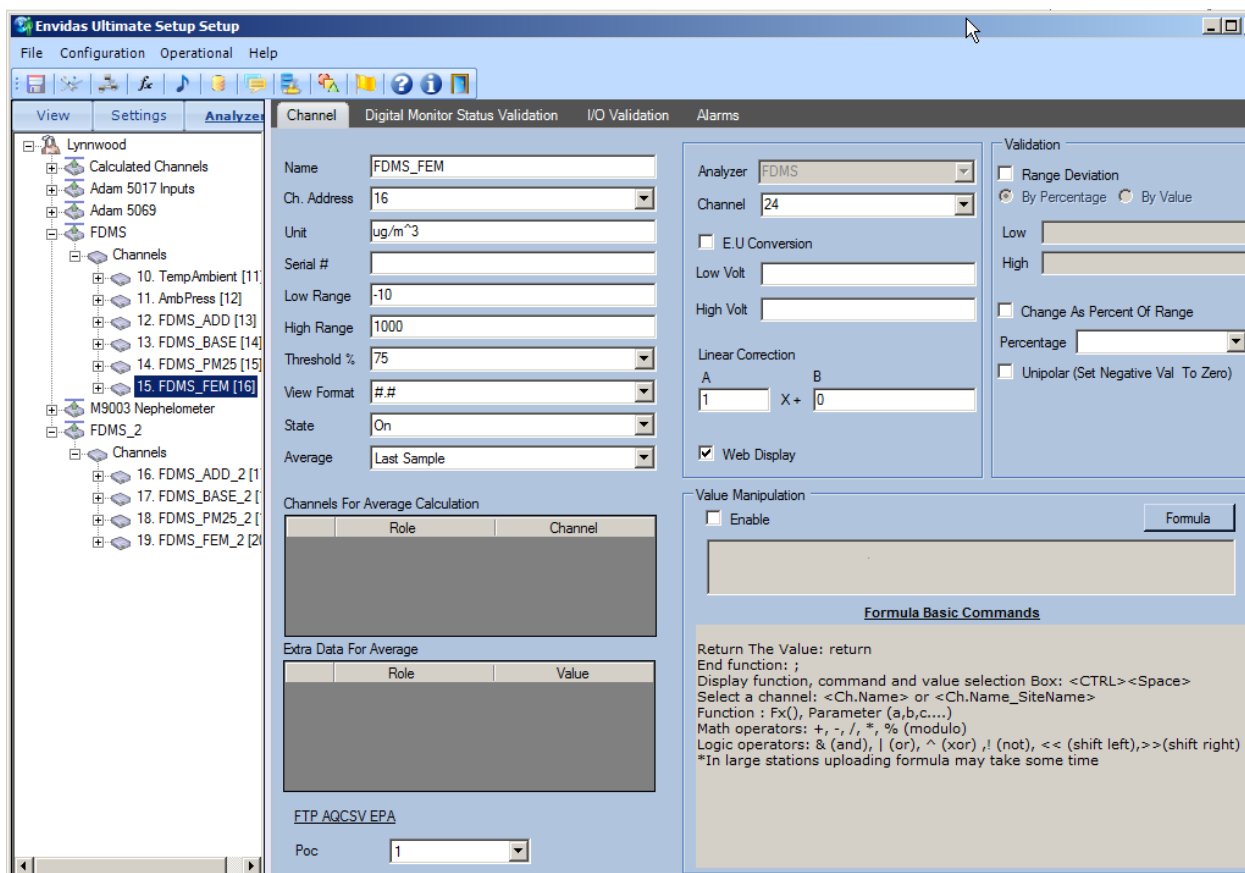 Envidas Ultimate Setup Setup
File Configuration Operational Help
View Settings Analyzer
Lynnwood
Calculated Channels
Adam 5017 Inputs
Adam 5069
FDMS
Channels
10. TempAmbient [11]
11. AmbPress [12]
12. FDMS_ADD [13]
13. FDMS_BASE [14]
14. FDMS_PM25 [15]
15. FDMS_FEM [16]
M9003 Nephelometer
FDMS_2
Channels
16. FDMS_ADD_2 [1
17. FDMS_BASE_2 [
18. FDMS_PM25_2 [
19. FDMS_FEM_2 [20
Channel Digital Monitor Status Validation I/O Validation Alarms
Name FDMS_FEM
Ch. Address 16
Unit ug/m^3
Serial #
Low Range -10
High Range 1000
Threshold % 75
View Format #.#
State On
Average Last Sample
Channels For Average Calculation
Role Channel
Extra Data For Average
Role Value
FTP AQCSV EPA
Poc 1
Analyzer FDMS
Channel 24
E.U Conversion
Low Volt
High Volt
Linear Correction
A B
1 X + 0
Web Display
Validation
Range Deviation
By Percentage By Value
Low
High
Change As Percent Of Range
Percentage
Unipolar (Set Negative Val To Zero)
Value Manipulation
Enable Formula
Formula Basic Commands
Return The Value: return
End function: ;
Display function, command and value selection Box: <CTRL><Space>
Select a channel: <Ch.Name> or <Ch.Name_SiteName>
Function : Fx(), Parameter (a,b,c....)
Math operators: +, -, /, *, % (modulo)
Logic operators: & (and), | (or), ^ (xor) ,! (not), << (shift left),>>(shift right)
*In large stations uploading formula may take some time